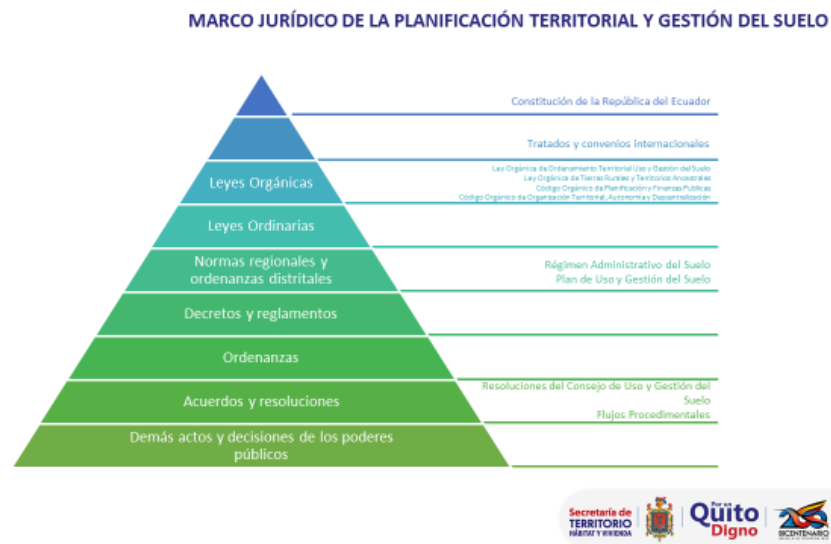 MARCO JURÍDICO DE LA PLANIFICACIÓN TERRITORIAL Y GESTIÓN DEL SUELO
Constitución de la República del Ecuador
Tratados y convenios internacionales
Leyes Orgánicas
Ley Orgánica de Ordenamiento Territorial Uso y Gestión del Suelo
Ley Orgánica de Tierras Rurales y Territorios Ancestrales
Código Orgánico de Planificación y Finanzas Publicas
Código Orgánico de Organización Territorial, Autonomía y Descentralización
Leyes Ordinarias
Normas regionales y
ordenanzas distritales
Régimen Administrativo del Suelo
Plan de Uso y Gestión del Suelo
Decretos y reglamentos
Ordenanzas
Acuerdos y resoluciones
Resoluciones del Consejo de Uso y Gestión del
Suelo
Flujos Procedimentales
Demás actos y decisiones de los poderes
públicos
Secretaría de
TERRITORIO
HÁBITAT Y VIVIENDA
Por un
Quito
Digno
BICENTENARIO